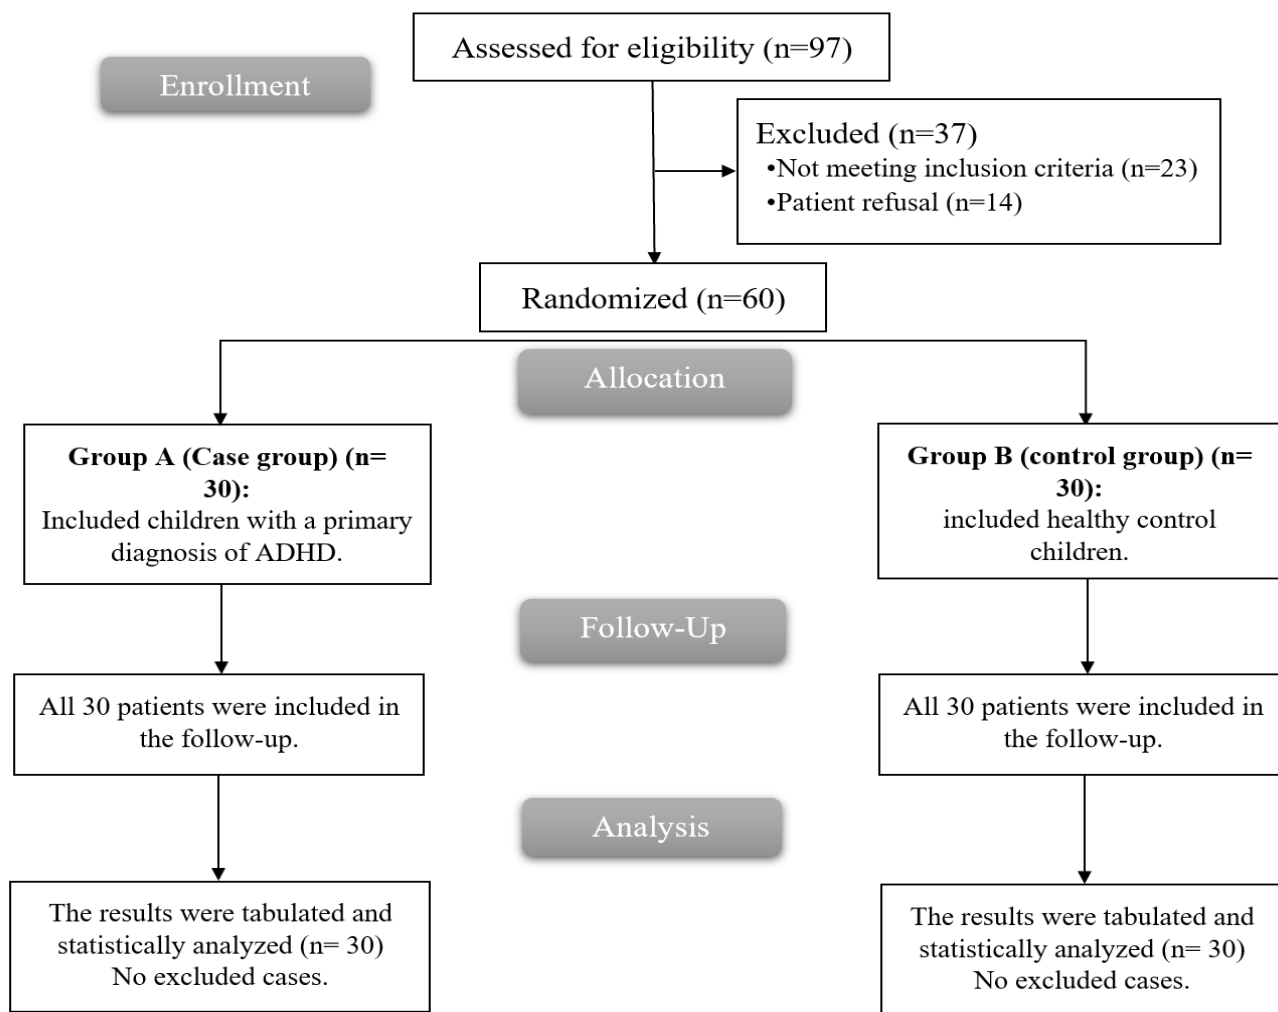 Assessed for eligibility (n=97)
Enrollment
Excluded (n=37)
•Not meeting inclusion criteria (n=23)
•Patient refusal (n=14)
Randomized (n=60)
Allocation
Group A (Case group) (n=
30):
Included children with a primary
diagnosis of ADHD.
Group B (control group) (n=
30):
included healthy control
children.
Follow-Up
All 30 patients were included in
the follow-up.
All 30 patients were included in
the follow-up.
Analysis
The results were tabulated and
statistically analyzed (n= 30)
No excluded cases.
The results were tabulated and
statistically analyzed (n= 30)
No excluded cases.